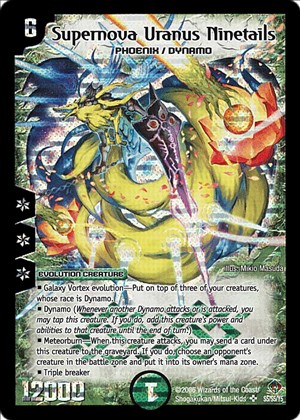 6
Supernova Uranus Ninetails
PHOENIX / DYNAMO
Illus. Mikio Masuda
EVOLUTION CREATURE
■ Galaxy Vortex evolution—Put on top of three of your creatures,
whose race is Dynamo.
■ Dynamo (Whenever another Dynamo attacks or is attacked, you
may tap this creature. If you do, add this creature's power and
abilities to that creature until the end of turn.)
■ Meteorburn—When this creature attacks, you may send a card under
this creature to the graveyard. If you do, choose an opponent's
creature in the battle zone and put it into its owner's mana zone.
■ Triple breaker
12000
T
©2006 Wizards of the Coast/
Shogakukan/Mitsui-Kids
S5/S5/Y5